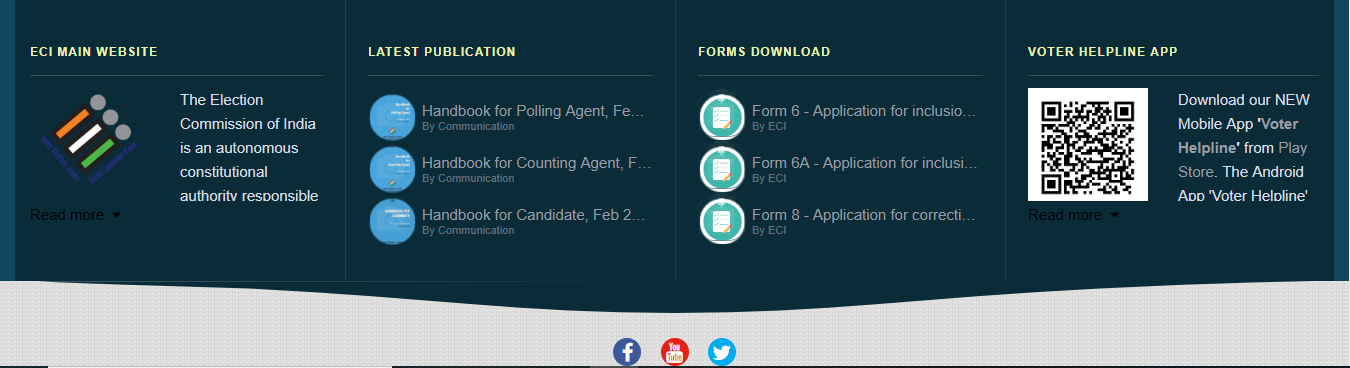 ECI MAIN WEBSITE
The Election
Commission of India
is an autonomous
constitutional
authority responsible
Read more
LATEST PUBLICATION
Handbook for Polling Agent, Fe...
By Communication
Handbook for Counting Agent, F...
By Communication
Handbook for Candidate, Feb 2...
By Communication
FORMS DOWNLOAD
Form 6 - Application for inclusio...
By ECI
Form 6A - Application for inclusi...
By ECI
Form 8 - Application for correcti...
By ECI
VOTER HELPLINE APP
Download our NEW
Mobile App 'Voter
Helpline' from Play
Store. The Android
App 'Voter Helpline'
Read more
You
Tube